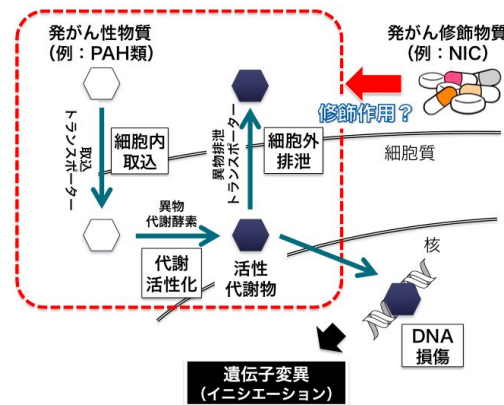 発がん性物質
（例：PAH類）
発がん修飾物質
（例：NIC）
修飾作用？
取込
トランスポーター
細胞内
取込
異物排泄
トランスポーター
細胞外
排泄
細胞質
異物
代謝酵素
代謝
活性化
活性
代謝物
核
DNA
損傷
遺伝子変異
（イニシエーション）